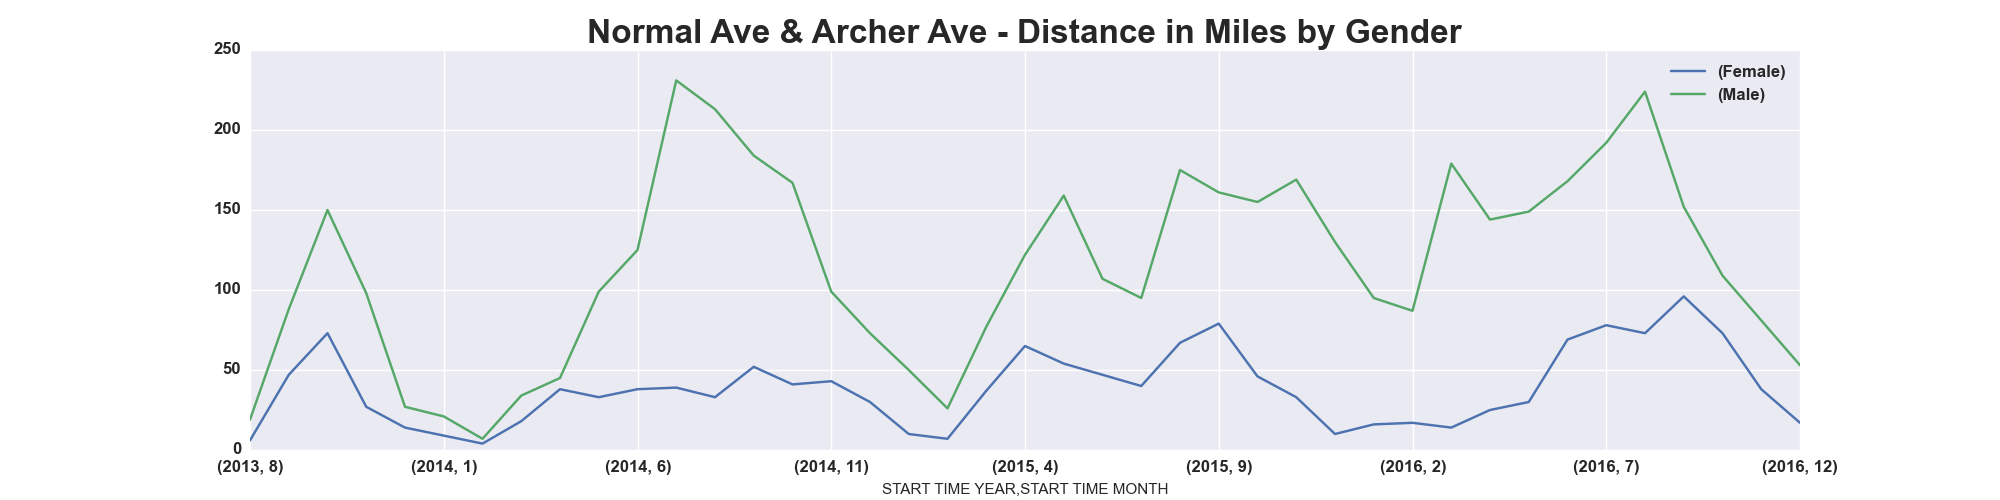 Normal Ave & Archer Ave - Distance in Miles by Gender
250
200
150
100
50
0
(Female)
(Male)
(2013, 8) (2014, 1) (2014, 6) (2014, 11) (2015, 4) (2015, 9) (2016, 2) (2016, 7) (2016, 12)
START TIME YEAR,START TIME MONTH